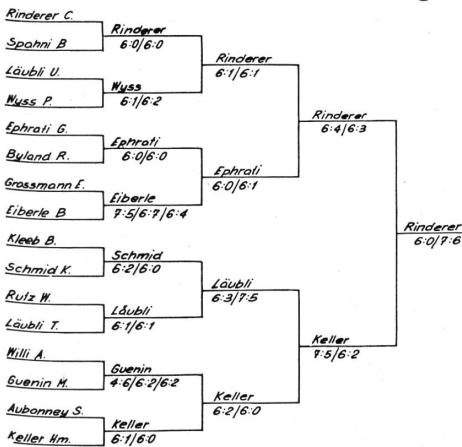 Rinderer C.
Spahni B
Läubli U.
Wyss P.
Ephrati G.
Byland R.
Grossmann E.
Eiberle B
Kleeb B.
Schmid K.
Rutz W.
Läubli T.
Willi A.
Guenin M.
Aubonney S.
Keller Hm.
Rinderer
6:0/6:0
Wyss
6:1/6:2
Ephrati
6:0/6:0
Eiberle
7:5/6:7/6:4
Schmid
6:2/6:0
Läubli
6:1/6:1
Guenin
4:6/6:2/6:2
Keller
6:1/6:0
Rinderer
6:1/6:1
Ephrati
6:0/6:1
Läubli
6:3/7:5
Keller
6:2/6:0
Rinderer
6:4/6:3
Keller
7:5/6:2
Rinderer
6:0/7:6